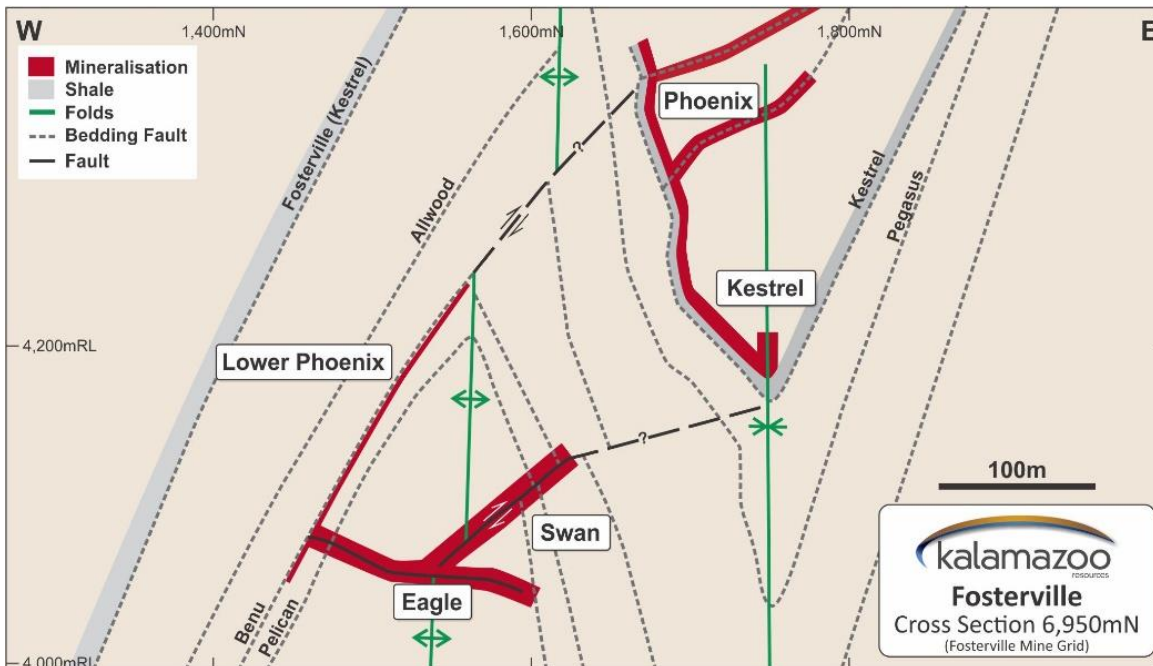 W
1,400mN
1,600mN
1,800mN
E
Mineralisation
Shale
Folds
Bedding Fault
Fault
Fosterville (Kestrel)
Allwood
?
Phoenix
Kestrel
Pegasus
Kestrel
4,200mRL
Lower Phoenix
?
100m
Swan
Eagle
Benu
Pelican
4,000mRL
kalamazoo
resources
Fosterville
Cross Section 6,950mN
(Fosterville Mine Grid)